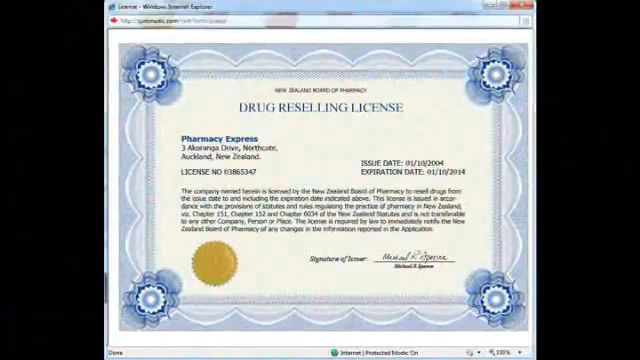 License - Windows Internet Explorer
NEW ZEALAND BOARD OF PHARMACY
DRUG RESELLING LICENSE
Pharmacy Express
3 Akoranga Drive, Northcote,
Auckland, New Zealand.
ISSUE DATE: 01/10/2004
LICENSE NO 03865347
EXPIRATION DATE: 01/10/2014
The company named herein is licensed by the New Zealand Board of Pharmacy to resell drugs from
the issue date to and including the expiration date indicated above. This license is issued in accor-
dance with the provisions of statutes and rules regulating the practice of pharmacy in New Zealand,
vz. Chapter 151, Chapter 152 and Chapter 6034 of the New Zealand Statutes and is not transferable
to any other Company, Person or Place. The license is required by law to immediately notify the New
Zealand Board of Pharmacy of any changes in the information reported in the Application.
Signature of Issuer
Michael R. Spence
Done
Internet | Protected Mode: On
100%